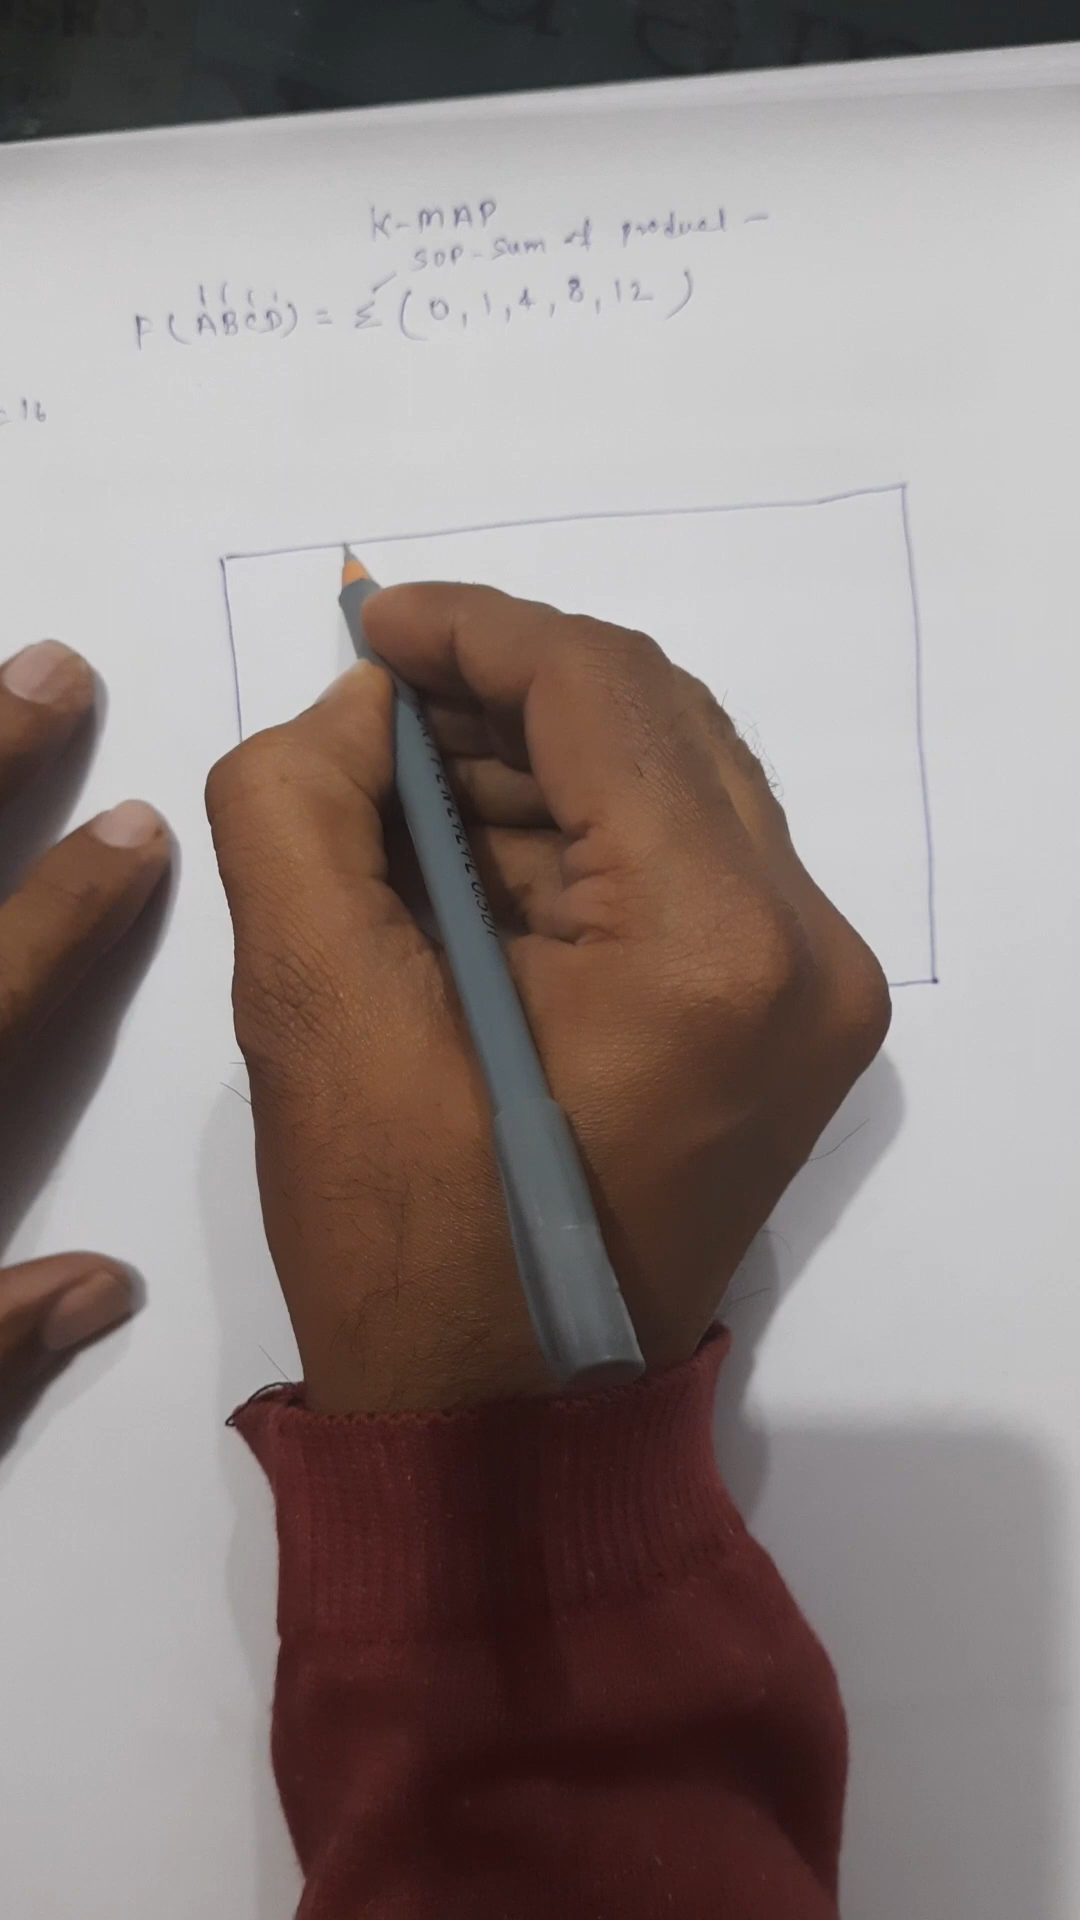 K-MAP
SOP - Sum of product -
F(ABCD) = Σ(0,1,4,8,12)
= 16